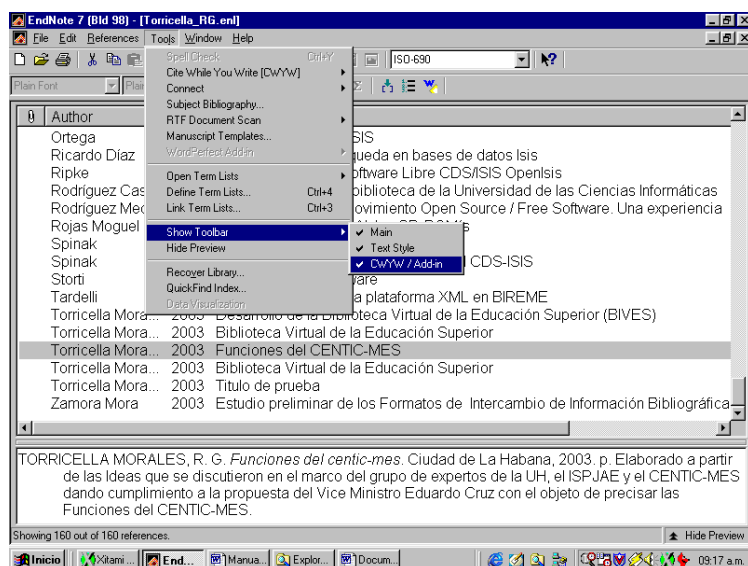 EndNote 7 (Bld 98) - [Torricella_RG.enl]
File Edit References Tools Window Help
ISO-690
Plain Font Plai
Spell Check Ctrl+Y
Cite While You Write [CWYW]
Connect
Subject Bibliography...
RTF Document Scan
Manuscript Templates...
WordPerfect Add-in
Open Term Lists
Define Term Lists... Ctrl+4
Link Term Lists... Ctrl+3
Show Toolbar
Hide Preview
Recover Library...
QuickFind Index...
Data Visualization
Main
Text Style
CWYW / Add-in
Author
Ortega SIS
Ricardo Díaz queda en bases de datos Isis
Ripke oftware Libre CDS/ISIS OpenIsis
Rodríguez Cas biblioteca de la Universidad de las Ciencias Informáticas
Rodríguez Med ovimiento Open Source / Free Software. Una experiencia
Rojas Moguel
Spinak
Spinak CDS-ISIS
Storti ware
Tardelli a plataforma XML en BIREME
Torricella Mora... 2003 Desarrollo de la Biblioteca Virtual de la Educación Superior (BIVES)
Torricella Mora... 2003 Biblioteca Virtual de la Educación Superior
Torricella Mora... 2003 Funciones del CENTIC-MES
Torricella Mora... 2003 Biblioteca Virtual de la Educación Superior
Torricella Mora... 2003 Titulo de prueba
Zamora Mora 2003 Estudio preliminar de los Formatos de Intercambio de Información Bibliográfica
TORRICELLA MORALES, R. G. Funciones del centic-mes. Ciudad de La Habana, 2003. p. Elaborado a partir
de las Ideas que se discutieron en el marco del grupo de expertos de la UH, el ISPJAE y el CENTIC-MES
dando cumplimiento a la propuesta del Vice Ministro Eduardo Cruz con el objeto de precisar las
Funciones del CENTIC-MES.
Showing 160 out of 160 references.
Hide Preview
Inicio Xitami ... End... Manua... Explor... Docum... 09:17 a.m.